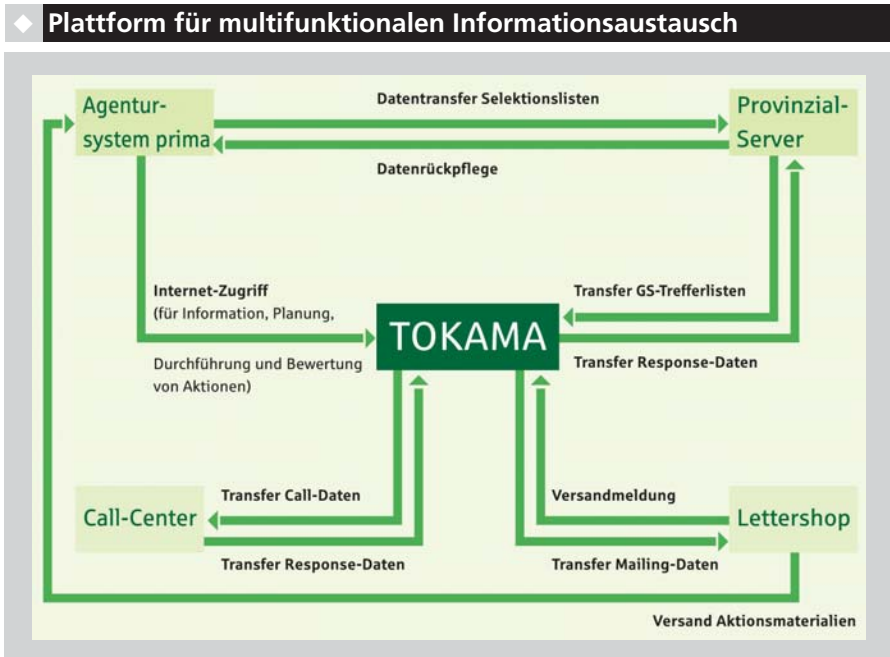 Plattform für multifunktionalen Informationsaustausch
Agentur-
system prima
Datentransfer Selektionslisten
Datenrückpflege
Provinzial-
Server
Internet-Zugriff
(für Information, Planung,
Durchführung und Bewertung
von Aktionen)
TOKAMA
Transfer GS-Trefferlisten
Transfer Response-Daten
Call-Center
Transfer Call-Daten
Transfer Response-Daten
Versandmeldung
Transfer Mailing-Daten
Lettershop
Versand Aktionsmaterialien